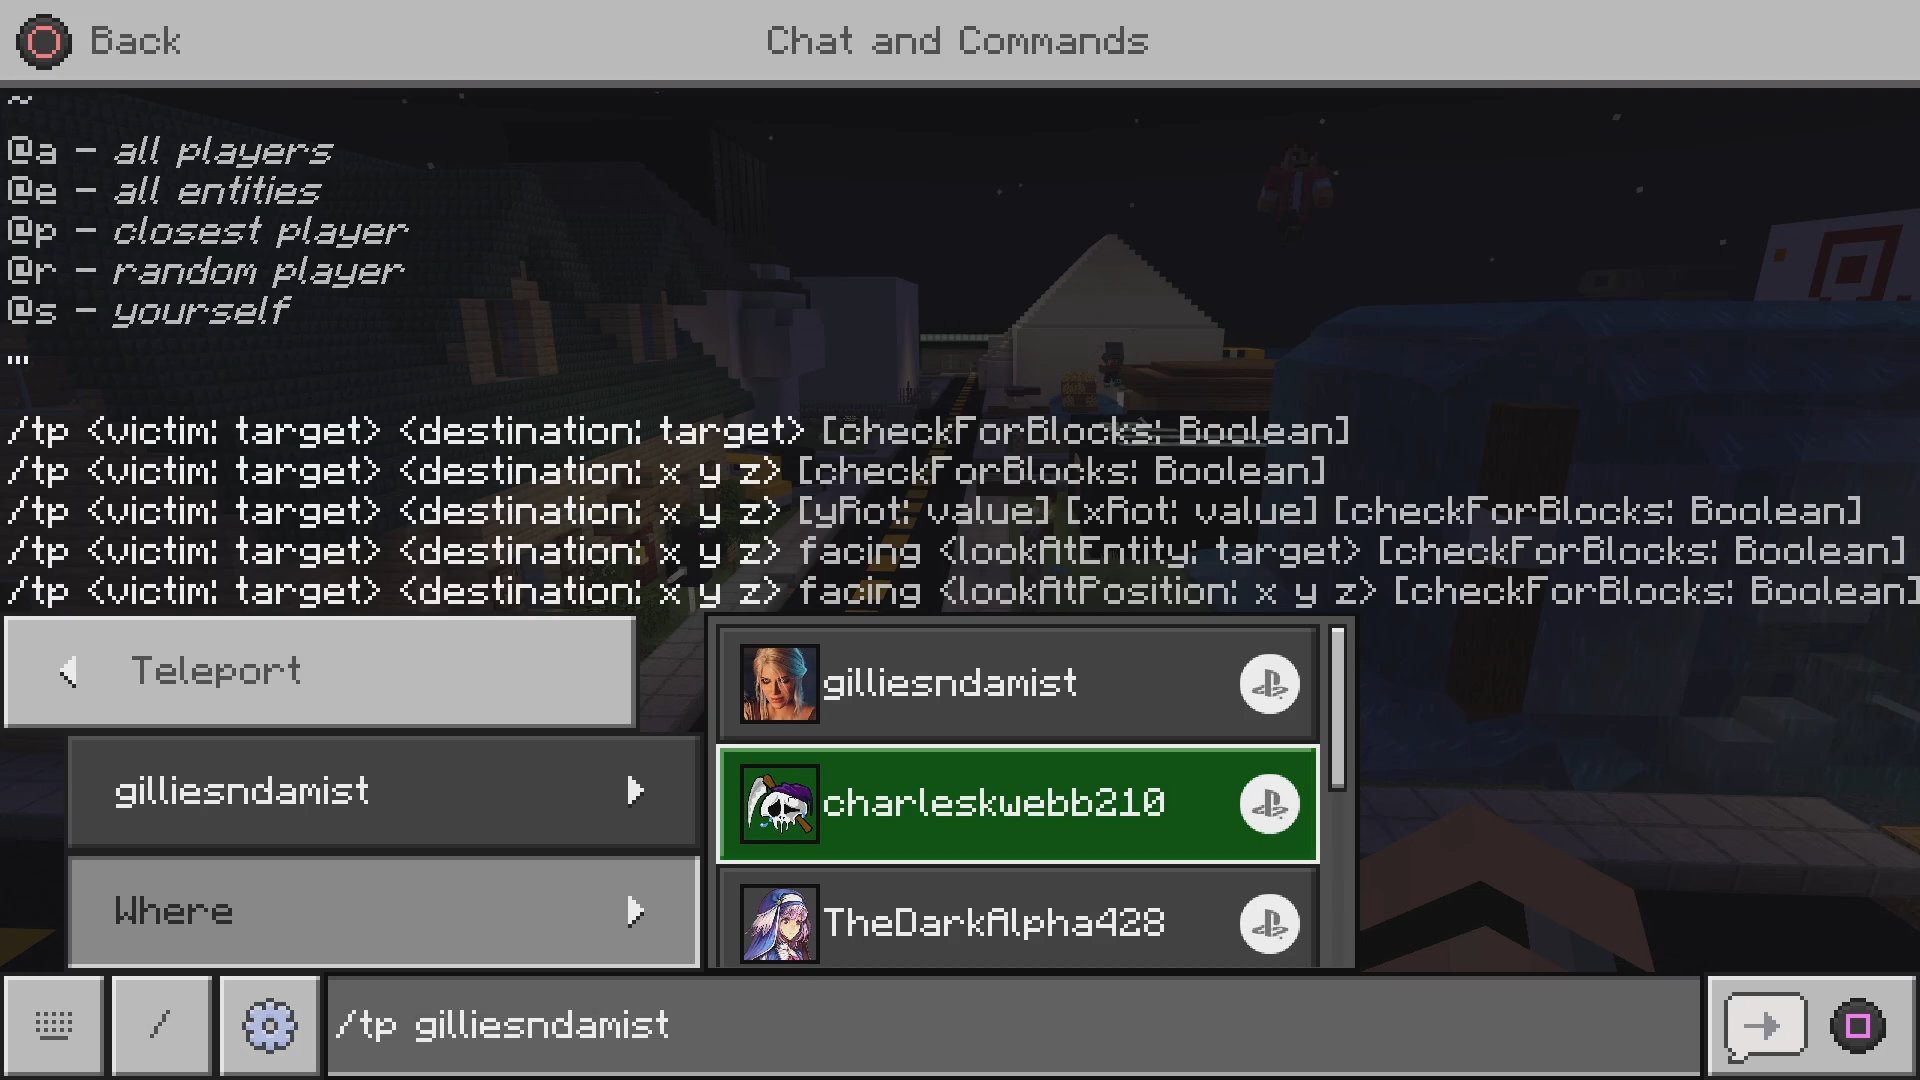 Back
Chat and Commands
~
@a - all players
@e - all entities
@p - closest player
@r - random player
@s - yourself
...
/tp <victim: target> <destination: target> [checkForBlocks: Boolean]
/tp <victim: target> <destination: x y z> [checkForBlocks: Boolean]
/tp <victim: target> <destination: x y z> [yRot: value] [xRot: value] [checkForBlocks: Boolean]
/tp <victim: target> <destination: x y z> facing <lookAtEntity: target> [checkForBlocks: Boolean]
/tp <victim: target> <destination: x y z> facing <lookAtPosition: x y z> [checkForBlocks: Boolean]
Teleport
gilliesndamist
Where
gilliesndamist
charleskwebb210
TheDarkAlpha428
/
/tp gilliesndamist